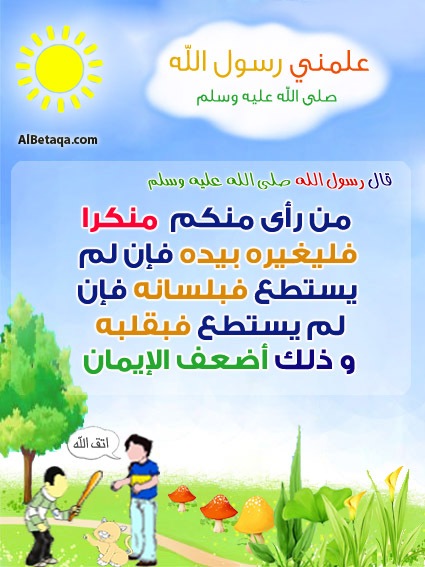 علمني رسول الله
صلى الله عليه وسلم
AlBetaqa.com
قال رسول الله صلى الله عليه وسلم
من رأى منكم منكرا
فليغيره بيده فإن لم
يستطع فبلسانه فإن
لم يستطع فبقلبه
و ذلك أضعف الإيمان
اتق الله